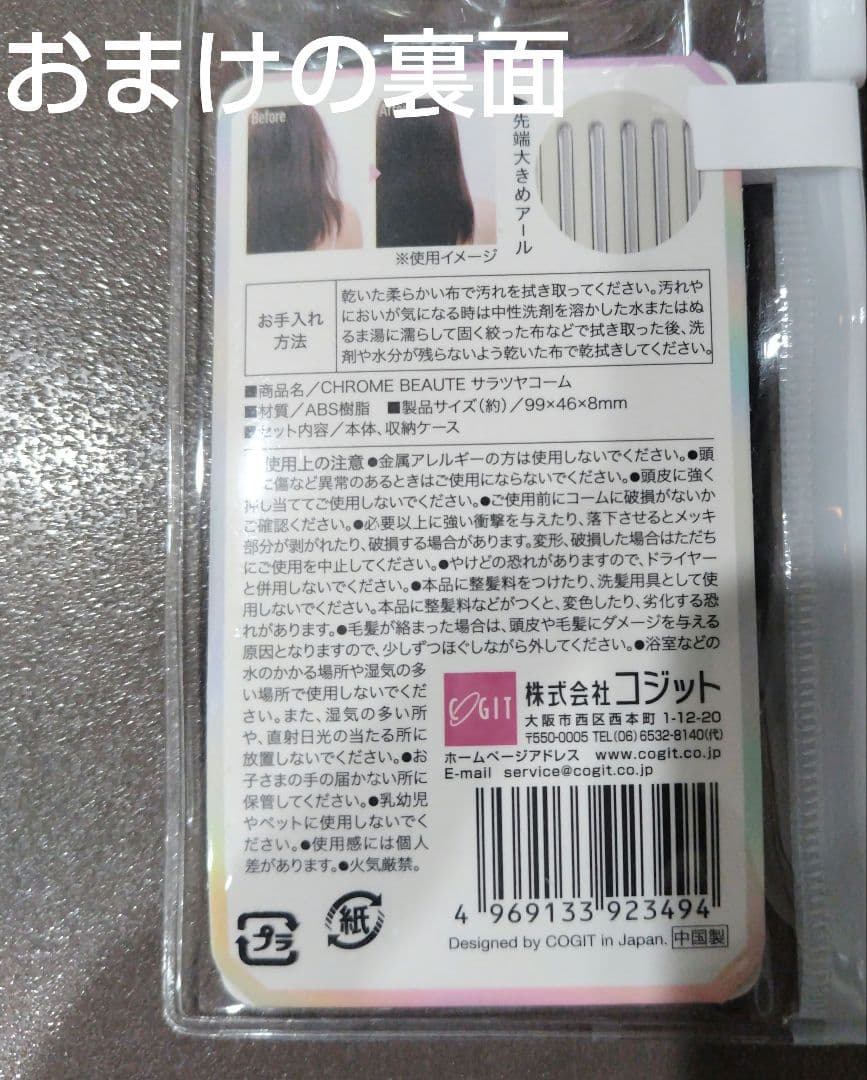 おまけの裏面
Before
After
先端大きめアール
※使用イメージ
お手入れ
方法
乾いた柔らかい布で汚れを拭き取ってください。汚れや
においが気になる時は中性洗剤を溶かした水またはぬ
るま湯に濡らして固く絞った布などで拭き取った後、洗
剤や水分が残らないよう乾いた布で乾拭きしてください。
■商品名／CHROME BEAUTE サラツヤコーム
■材質／ABS樹脂 ■製品サイズ（約）／99×46×8mm
■セット内容／本体、収納ケース
使用上の注意 ●金属アレルギーの方は使用しないでください。●頭
に傷など異常のあるときはご使用にならないでください。●頭皮に強く
押し当ててご使用しないでください。●ご使用前にコームに破損がないか
ご確認ください。●必要以上に強い衝撃を与えたり、落下させるとメッキ
部分が剥がれたり、破損する場合があります。変形、破損した場合はただち
にご使用を中止してください。●やけどの恐れがありますので、ドライヤー
と併用しないでください。●本品に整髪料をつけたり、洗髪用具として使
用しないでください。本品に整髪料などがつくと、変色したり、劣化する恐
れがあります。●毛髪が絡まった場合は、頭皮や毛髪にダメージを与える
原因となりますので、少しずつほぐしながら外してください。●浴室などの
水のかかる場所や湿気の多
い場所で使用しないでくだ
さい。また、湿気の多い所
や、直射日光の当たる所に
放置しないでください。●お
子さまの手の届かない所に
保管してください。●乳幼児
やペットに使用しないでく
ださい。●使用感には個人
差があります。●火気厳禁。
COGIT
株式会社 コジット
大阪市西区西本町 1-12-20
〒550-0005 TEL(06) 6532-8140(代)
ホームページアドレス www.cogit.co.jp
E-mail service@cogit.co.jp
4 969133 923494
Designed by COGIT in Japan. 中国製
プラ
紙